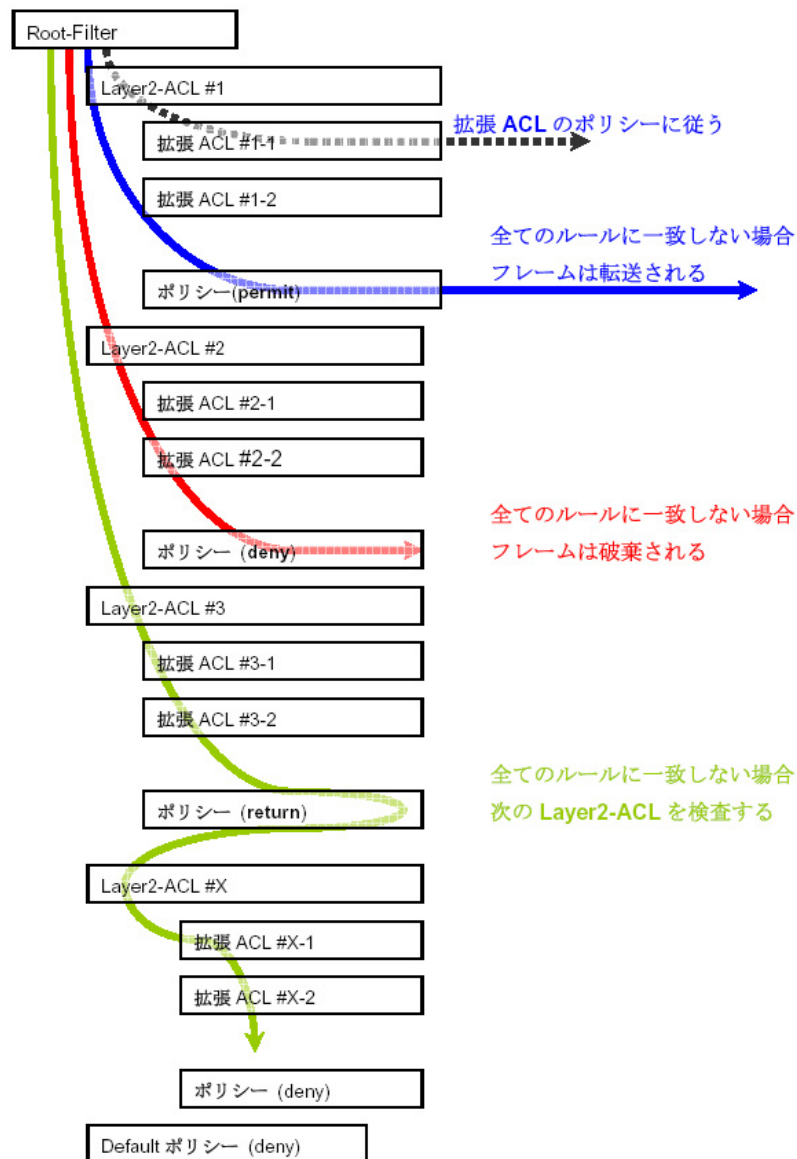 Root-Filter
Layer2-ACL #1
拡張 ACL #1-1
拡張 ACL のポリシーに従う
拡張 ACL #1-2
全てのルールに一致しない場合
フレームは転送される
ポリシー(permit)
Layer2-ACL #2
拡張 ACL #2-1
拡張 ACL #2-2
全てのルールに一致しない場合
フレームは破棄される
ポリシー (deny)
Layer2-ACL #3
拡張 ACL #3-1
拡張 ACL #3-2
全てのルールに一致しない場合
次の Layer2-ACL を検査する
ポリシー (return)
Layer2-ACL #X
拡張 ACL #X-1
拡張 ACL #X-2
ポリシー (deny)
Default ポリシー (deny)